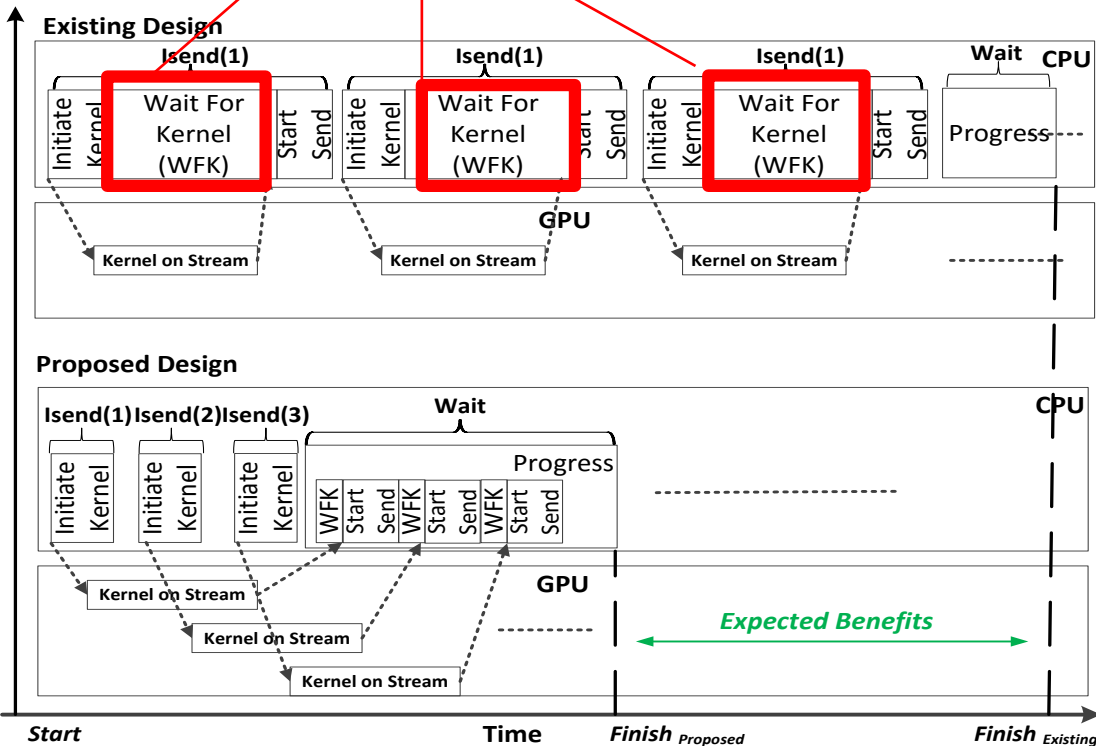 Existing Design
Isend(1)
Isend(1)
Isend(1)
Wait
CPU
Initiate
Kernel
Wait For
Kernel
(WFK)
Start
Send
Initiate
Kernel
Wait For
Kernel
(WFK)
Start
Send
Initiate
Kernel
Wait For
Kernel
(WFK)
Start
Send
Progress
GPU
Kernel on Stream
Kernel on Stream
Kernel on Stream
Proposed Design
Isend(1)
Isend(2)
Isend(3)
Wait
CPU
Initiate
Kernel
Initiate
Kernel
Initiate
Kernel
Progress
WFK
Start
Send
WFK
Start
Send
WFK
Start
Send
GPU
Kernel on Stream
Kernel on Stream
Kernel on Stream
Expected Benefits
Start
Time
Finish Proposed
Finish Existing